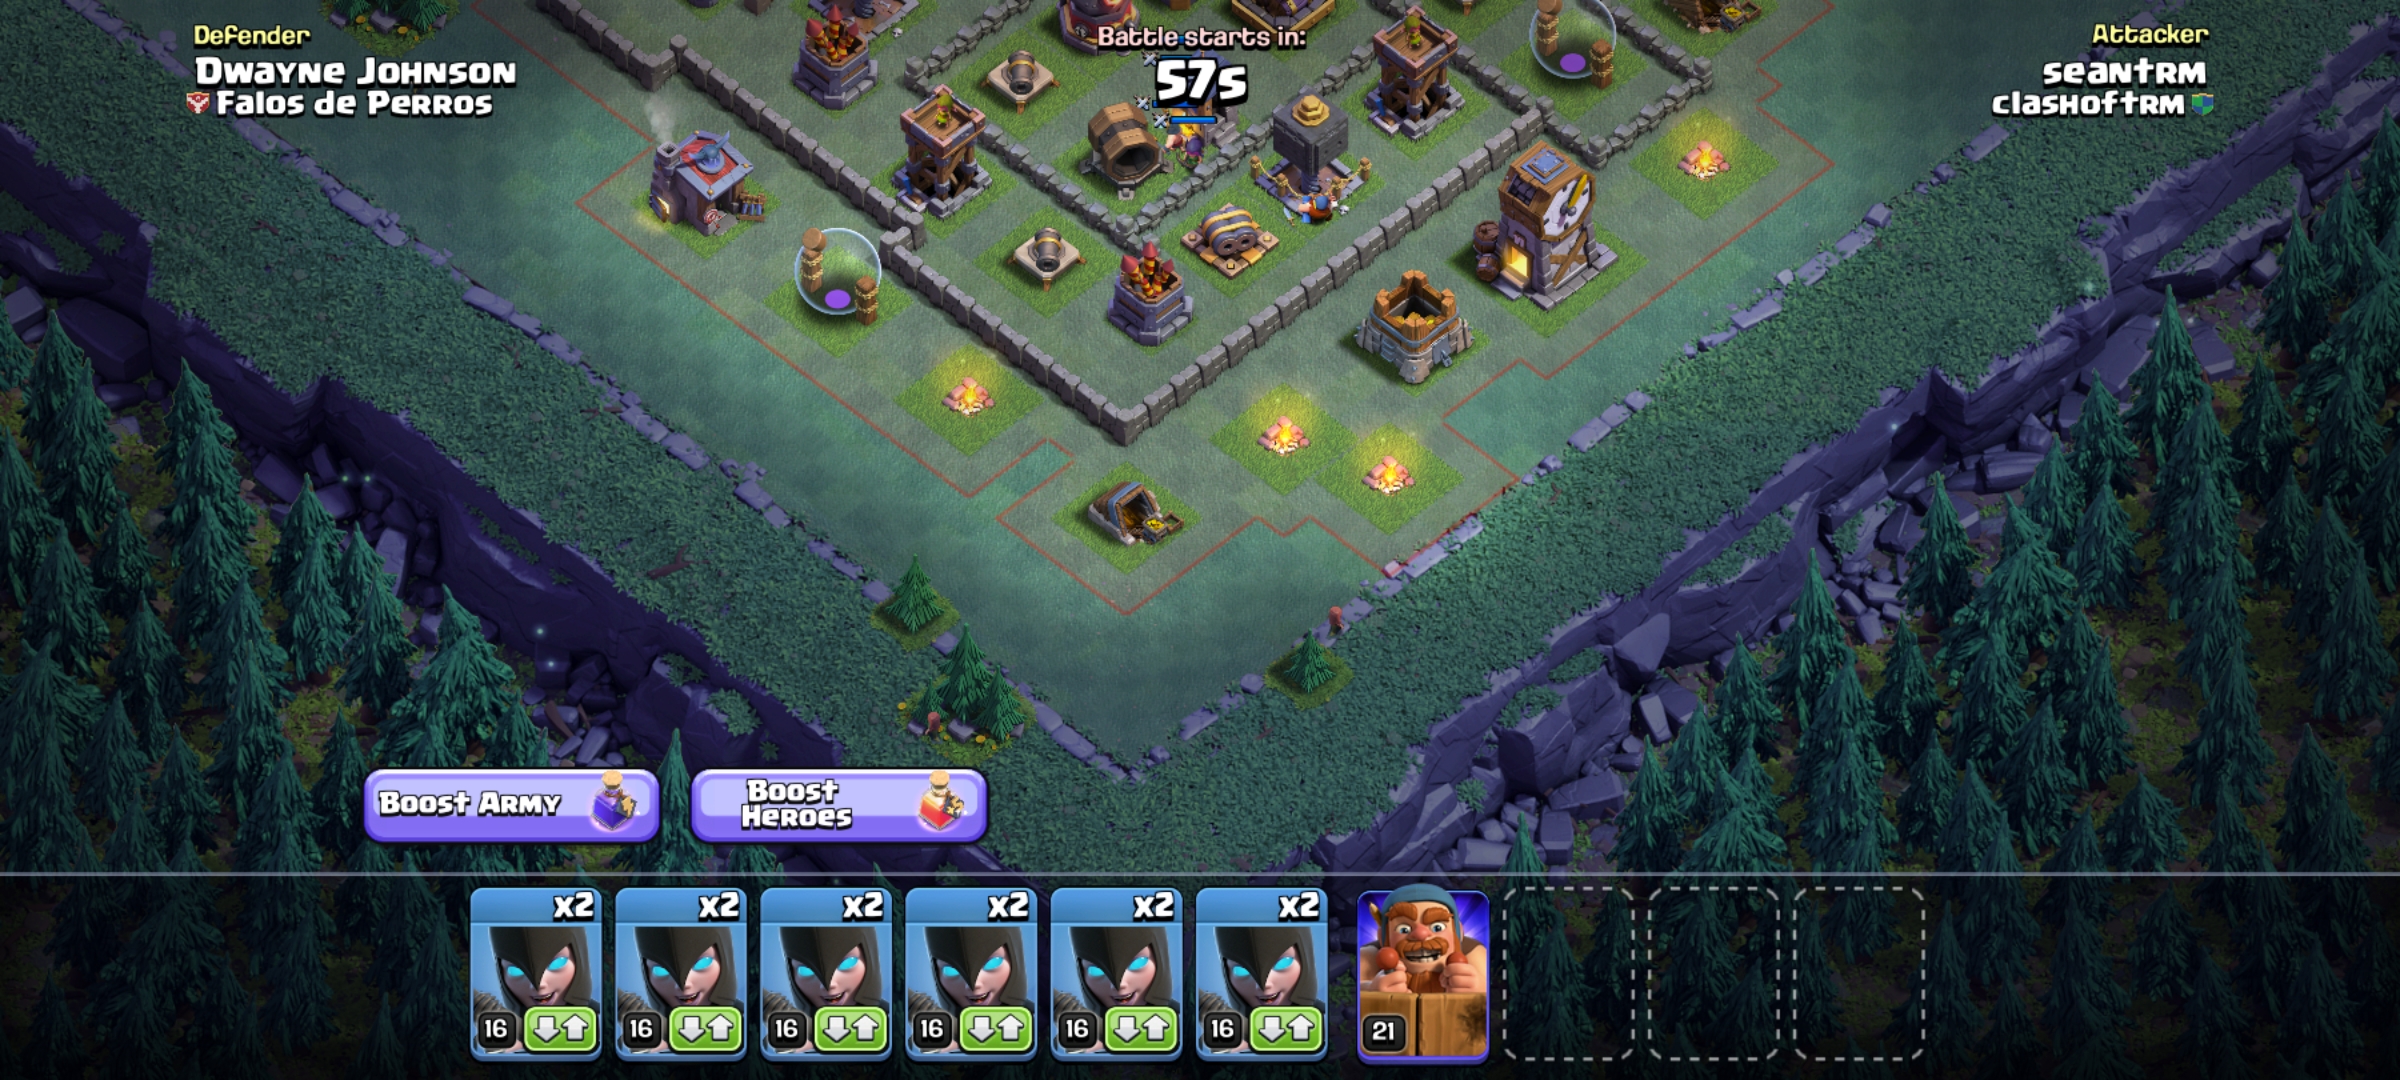 Defender
Dwayne Johnson
Falos de Perros
Battle starts in:
57s
Attacker
seantRM
clashoftRM
Boost Army
Boost
Heroes
x2
x2
x2
x2
x2
x2
16
16
16
16
16
16
21